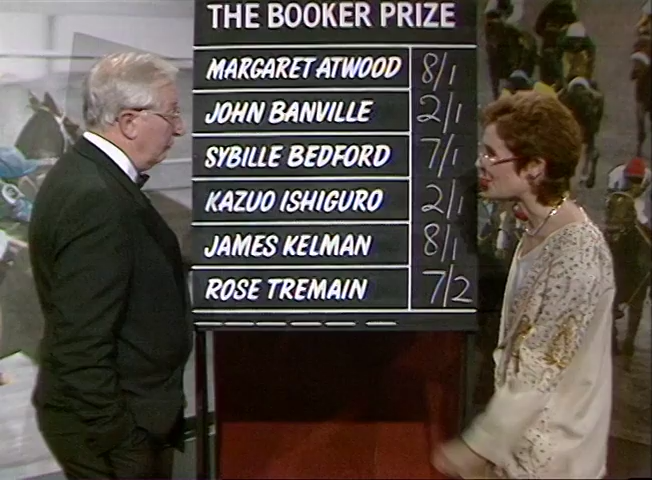 THE BOOKER PRIZE
MARGARET ATWOOD 8/1
JOHN BANVILLE 2/1
SYBILLE BEDFORD 7/1
KAZUO ISHIGURO 2/1
JAMES KELMAN 8/1
ROSE TREMAIN 7/2